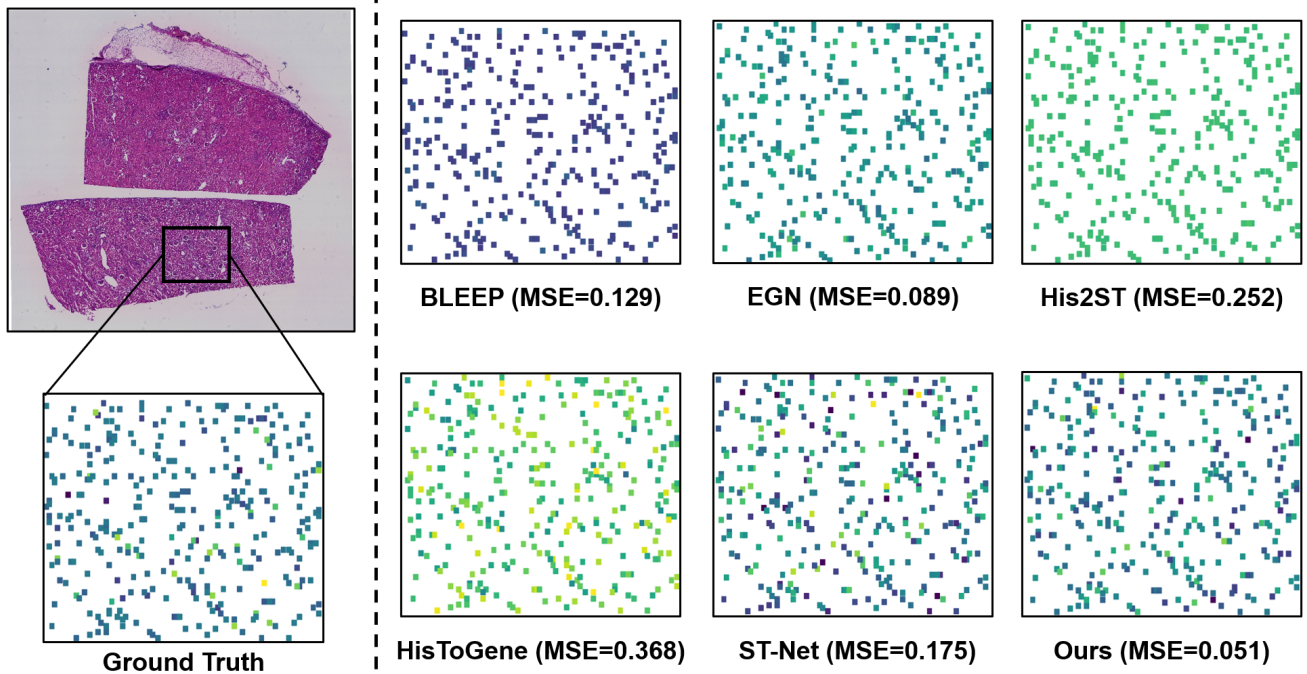 BLEEP (MSE=0.129)
EGN (MSE=0.089)
His2ST (MSE=0.252)
Ground Truth
HisToGene (MSE=0.368)
ST-Net (MSE=0.175)
Ours (MSE=0.051)